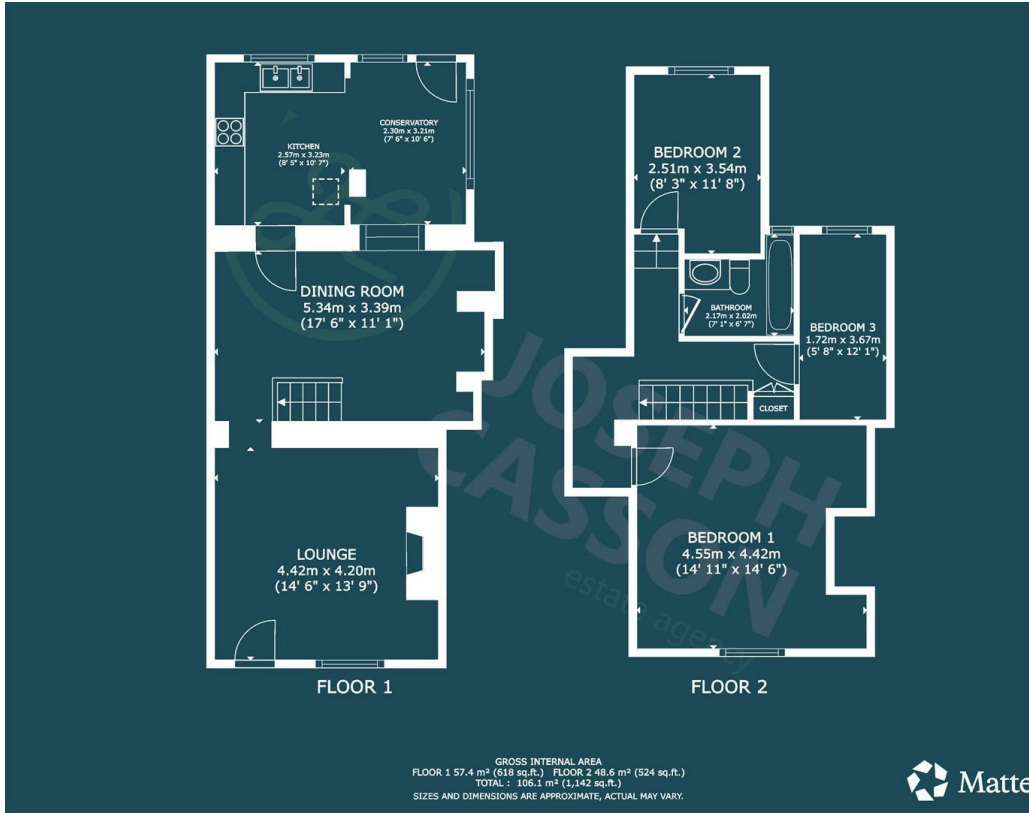 KITCHEN
2.57m x 3.23m
(8' 5" x 10' 7")
CONSERVATORY
2.30m x 3.21m
(7' 6" x 10' 6")
DINING ROOM
5.34m x 3.39m
(17' 6" x 11' 1")
LOUNGE
4.42m x 4.20m
(14' 6" x 13' 9")
FLOOR 1
BEDROOM 2
2.51m x 3.54m
(8' 3" x 11' 8")
BATHROOM
2.17m x 2.02m
(7' 1" x 6' 7")
BEDROOM 3
1.72m x 3.67m
(5' 8" x 12' 1")
CLOSET
BEDROOM 1
4.55m x 4.42m
(14' 11" x 14' 6")
FLOOR 2
JOSEPH
CASSON
estate agency
GROSS INTERNAL AREA
FLOOR 1 57.4 m² (618 sq.ft.) FLOOR 2 48.6 m² (524 sq.ft.)
TOTAL : 106.1 m² (1,142 sq.ft.)
SIZES AND DIMENSIONS ARE APPROXIMATE, ACTUAL MAY VARY.
Matte